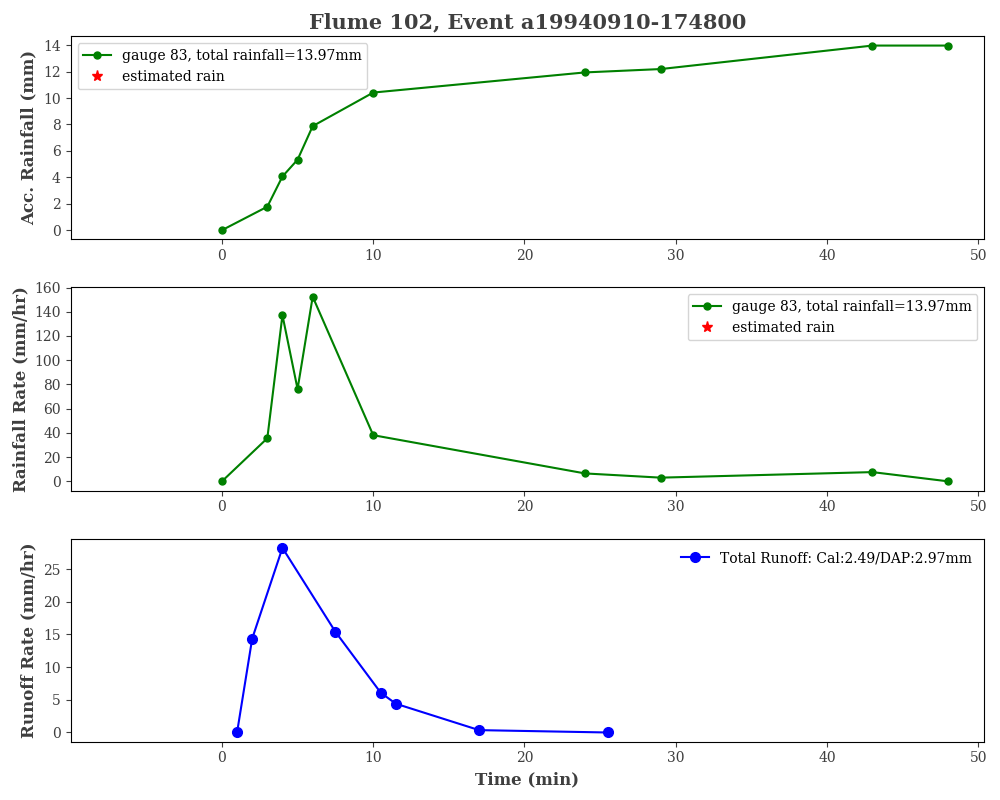 Flume 102, Event a19940910-174800
Acc. Rainfall (mm)
14
12
10
8
6
4
2
0
gauge 83, total rainfall=13.97mm
estimated rain
0 10 20 30 40 50
Rainfall Rate (mm/hr)
160
140
120
100
80
60
40
20
0
gauge 83, total rainfall=13.97mm
estimated rain
0 10 20 30 40 50
Runoff Rate (mm/hr)
25
20
15
10
5
0
Total Runoff: Cal:2.49/DAP:2.97mm
0 10 20 30 40 50
Time (min)